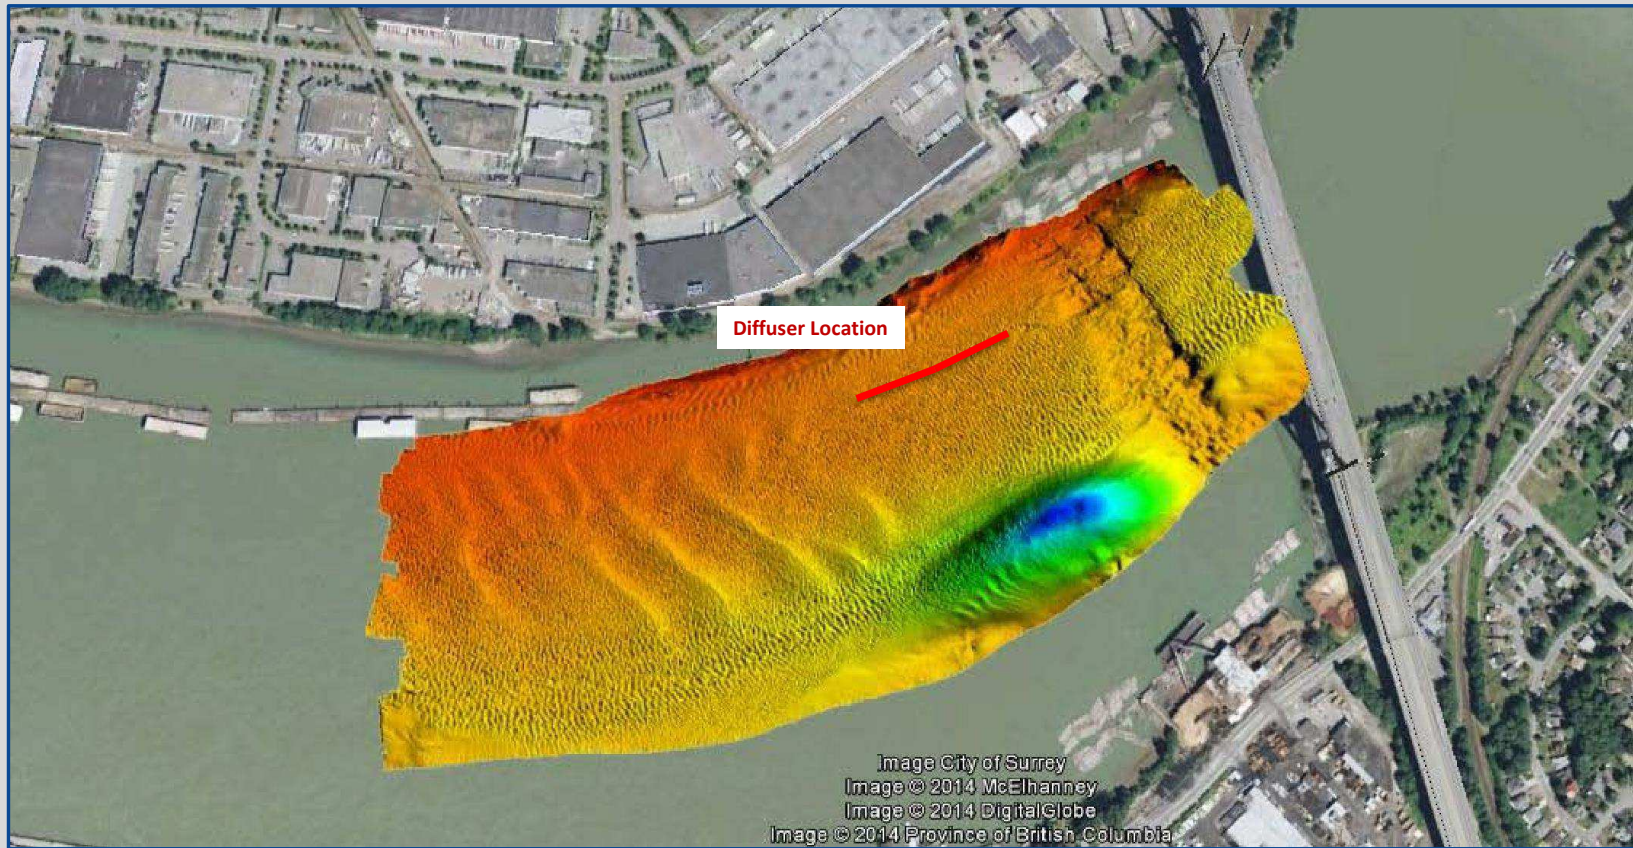 Diffuser Location
Image City of Surrey
Image © 2014 McElhanney
Image © 2014 DigitalGlobe
Image © 2014 Province of British Columbia